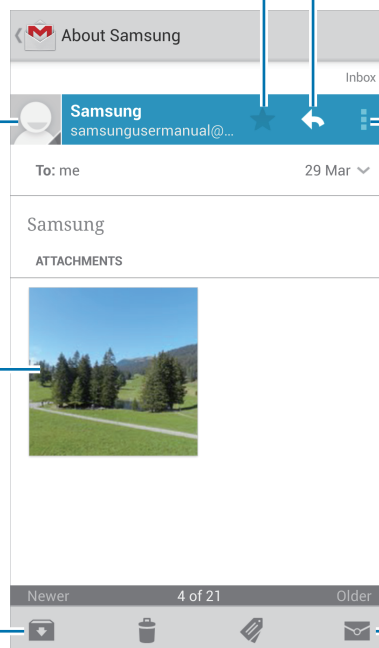 About Samsung
Inbox
Samsung
samsungusermanual@...
To: me 29 Mar
Samsung
ATTACHMENTS
Newer 4 of 21 Older